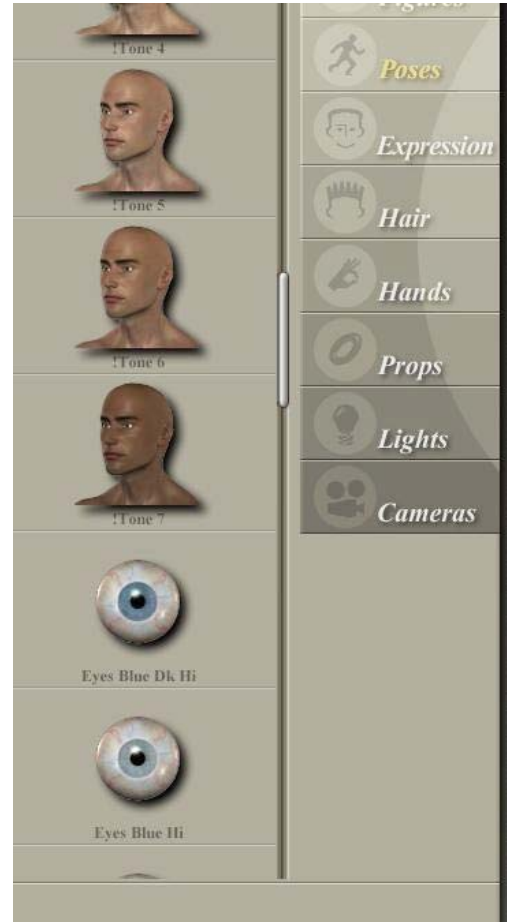 !Tone 4
!Tone 5
!Tone 6
!Tone 7
Eyes Blue Dk Hi
Eyes Blue Hi
Figures
Poses
Expression
Hair
Hands
Props
Lights
Cameras